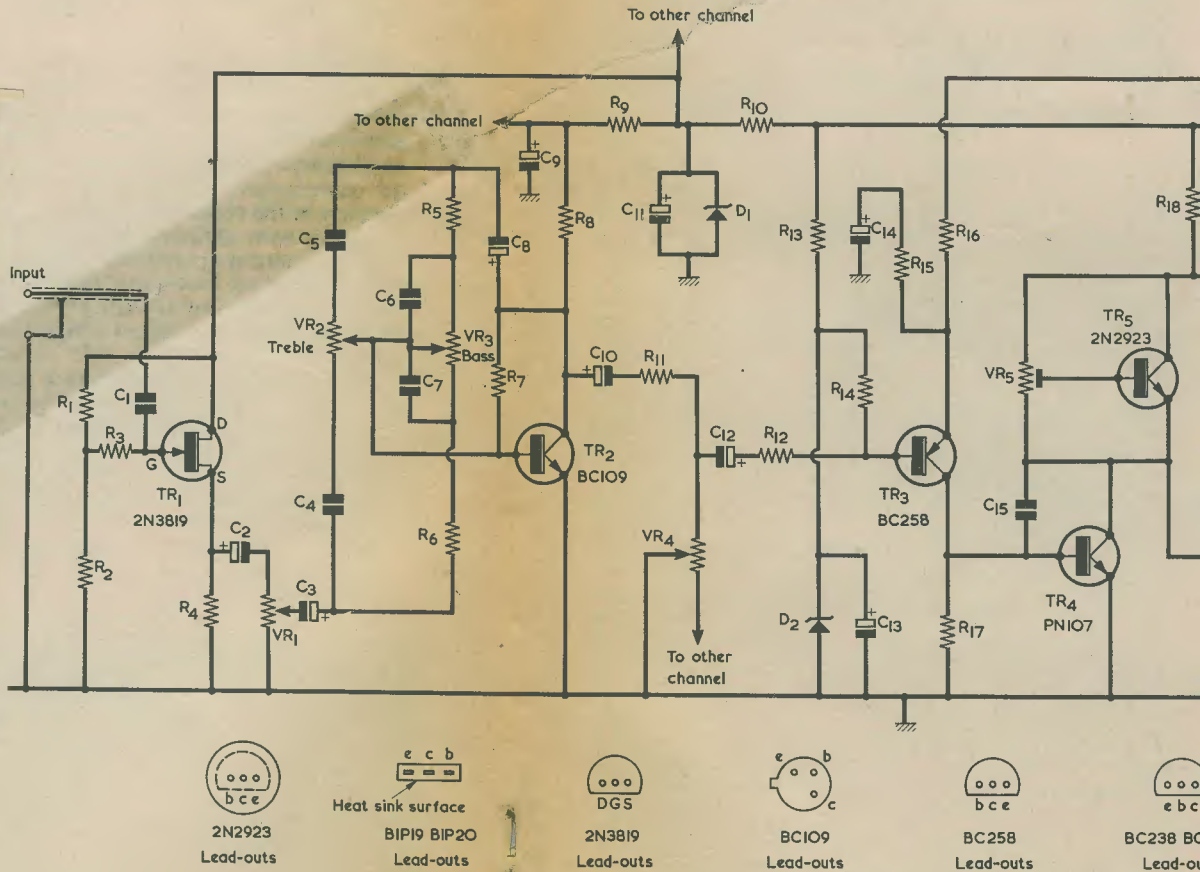 To other channel
R9
R10
To other channel
C9
R5
R8
C11
D1
R13
C14
R15
R16
R18
C5
C8
Input
C6
VR2
Treble
VR3
Bass
C7
R7
C10
R11
R14
TR5
2N2923
VR5
R1
C1
R3
D
G
S
TR1
2N3819
TR2
BC109
C12
R12
TR3
BC258
C15
C4
R6
VR4
C2
R2
R4
C3
VR1
D2
C13
R17
TR4
PN107
To other
channel
b c e
2N2923
Lead-outs
e c b
Heat sink surface
BIP19 BIP20
Lead-outs
DGS
2N3819
Lead-outs
e b
c
BC109
Lead-outs
b c e
BC258
Lead-outs
e b c
BC238